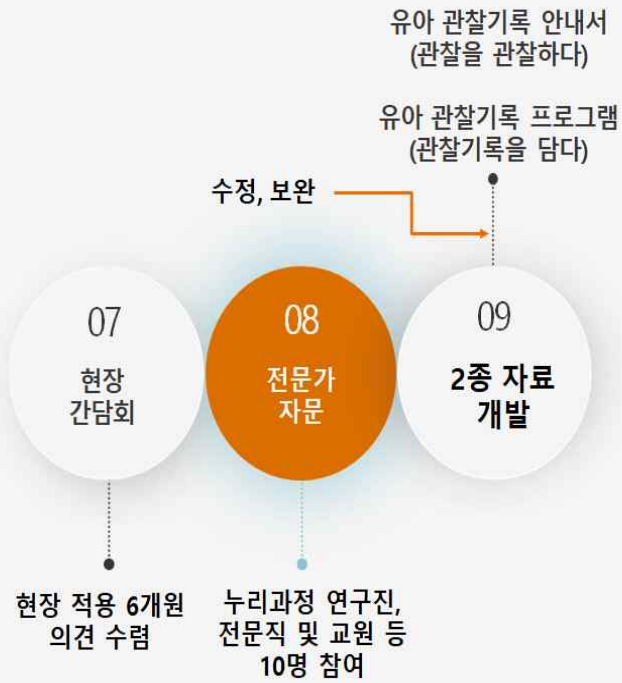 유아 관찰기록 안내서
(관찰을 관찰하다)
유아 관찰기록 프로그램
(관찰기록을 담다)
수정, 보완
07
현장
간담회
08
전문가
자문
09
2종 자료
개발
현장 적용 6개원
의견 수렴
누리과정 연구진,
전문직 및 교원 등
10명 참여